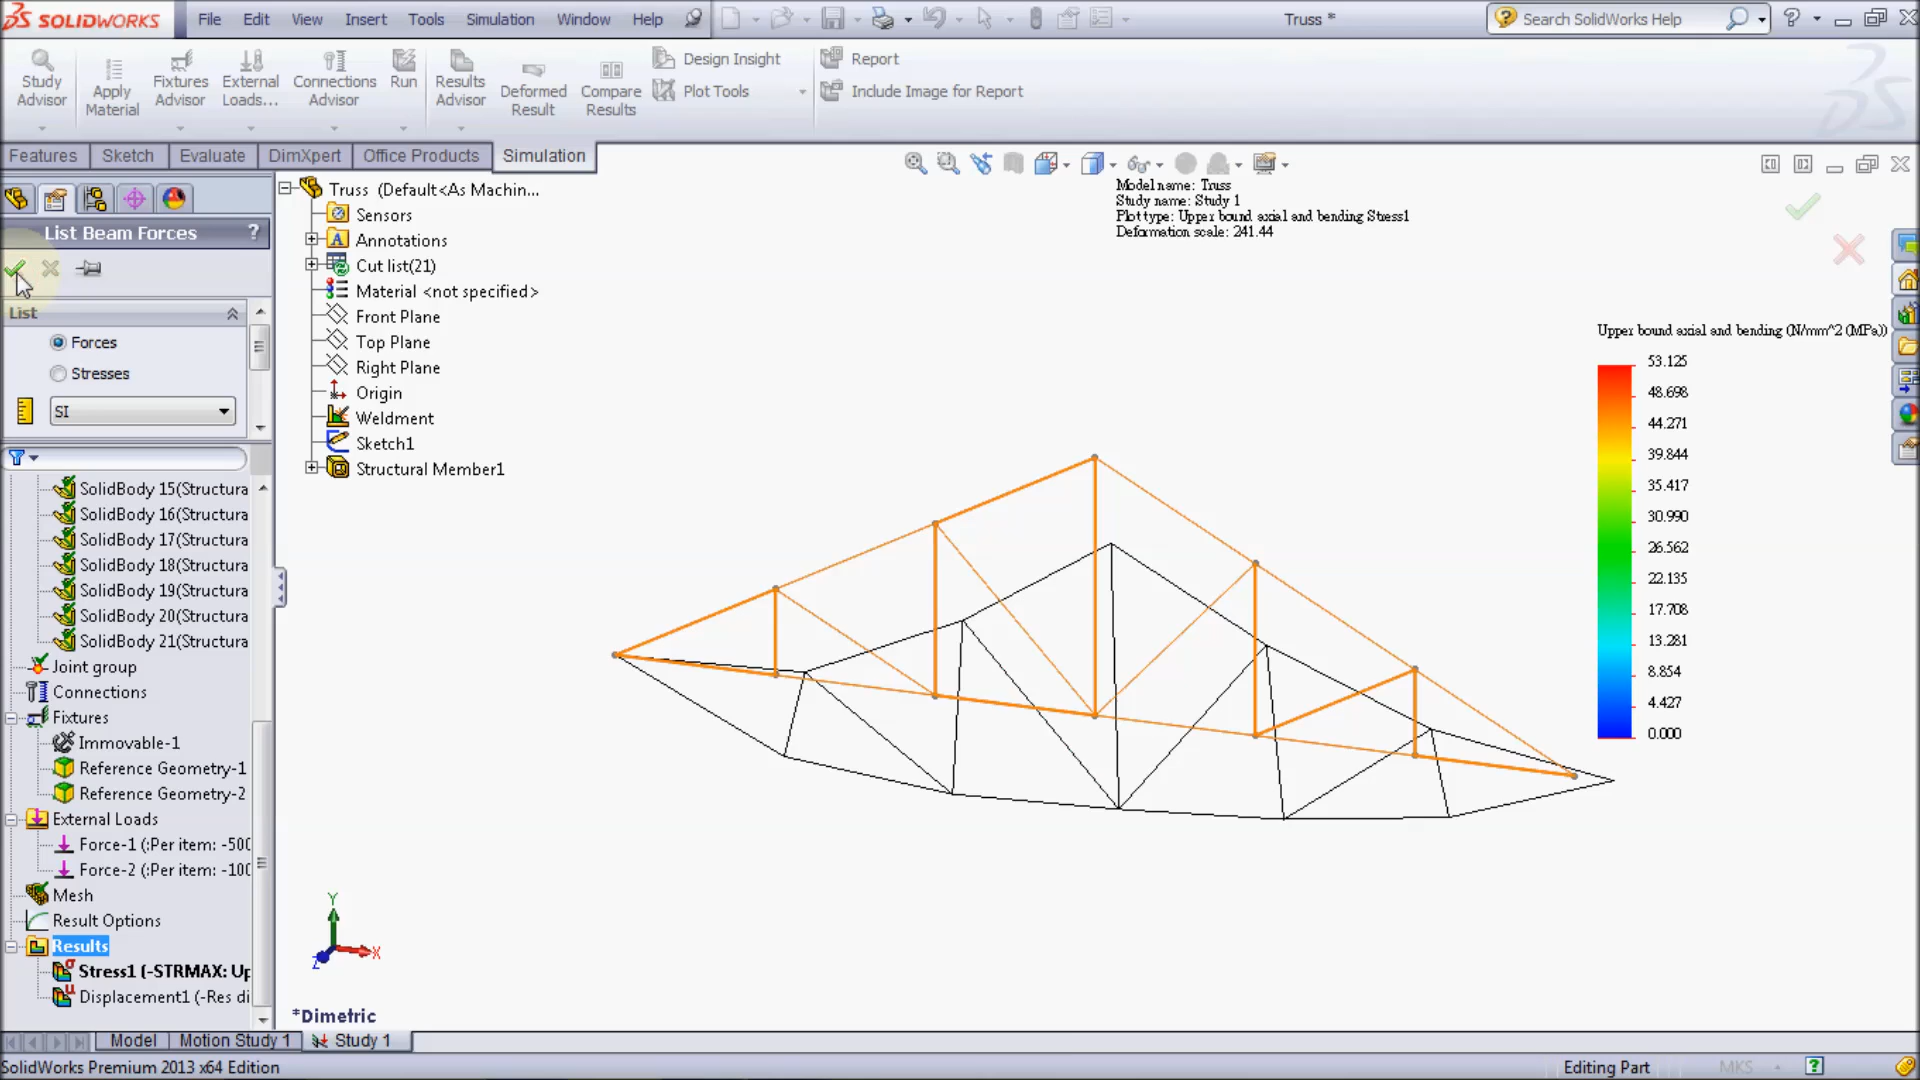 SOLIDWORKS
File Edit View Insert Tools Simulation Window Help
Truss *
Search SolidWorks Help
Study Advisor
Apply Material
Fixtures Advisor
External Loads...
Connections Advisor
Run
Results Advisor
Deformed Result
Compare Results
Design Insight
Plot Tools
Report
Include Image for Report
Features Sketch Evaluate DimXpert Office Products Simulation
List Beam Forces ?
List
Forces
Stresses
SI
SolidBody 15(Structura
SolidBody 16(Structura
SolidBody 17(Structura
SolidBody 18(Structura
SolidBody 19(Structura
SolidBody 20(Structura
SolidBody 21(Structura
Joint group
Connections
Fixtures
Immovable-1
Reference Geometry-1
Reference Geometry-2
External Loads
Force-1 (:Per item: -500
Force-2 (:Per item: -100
Mesh
Result Options
Results
Stress1 (-STRMAX: Up
Displacement1 (-Res di
Truss (Default<As Machin...
Sensors
Annotations
Cut list(21)
Material <not specified>
Front Plane
Top Plane
Right Plane
Origin
Weldment
Sketch1
Structural Member1
Model name: Truss
Study name: Study 1
Plot type: Upper bound axial and bending Stress1
Deformation scale: 241.44
Upper bound axial and bending (N/mm^2 (MPa))
53.125
48.698
44.271
39.844
35.417
30.990
26.562
22.135
17.708
13.281
8.854
4.427
0.000
Y
X
Z
*Dimetric
Model Motion Study 1 Study 1
SolidWorks Premium 2013 x64 Edition
Editing Part
MKS